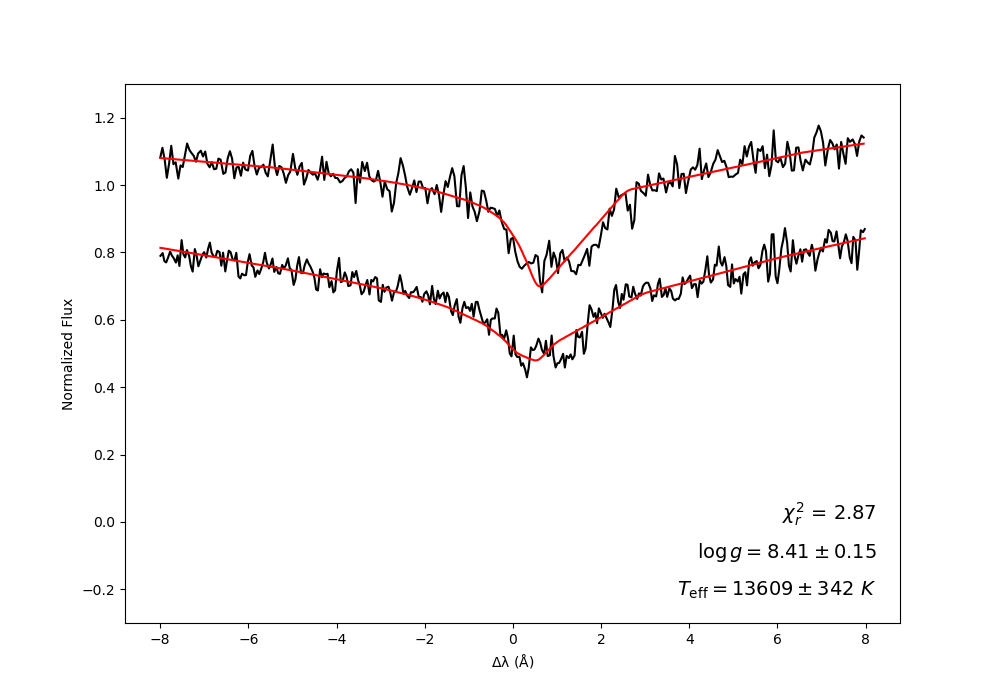 1.2
1.0
0.8
0.6
0.4
0.2
0.0
−0.2
Normalized Flux
χ²ᵣ = 2.87
log g = 8.41 ± 0.15
T_eff = 13609 ± 342 K
−8 −6 −4 −2 0 2 4 6 8
Δλ (Å)